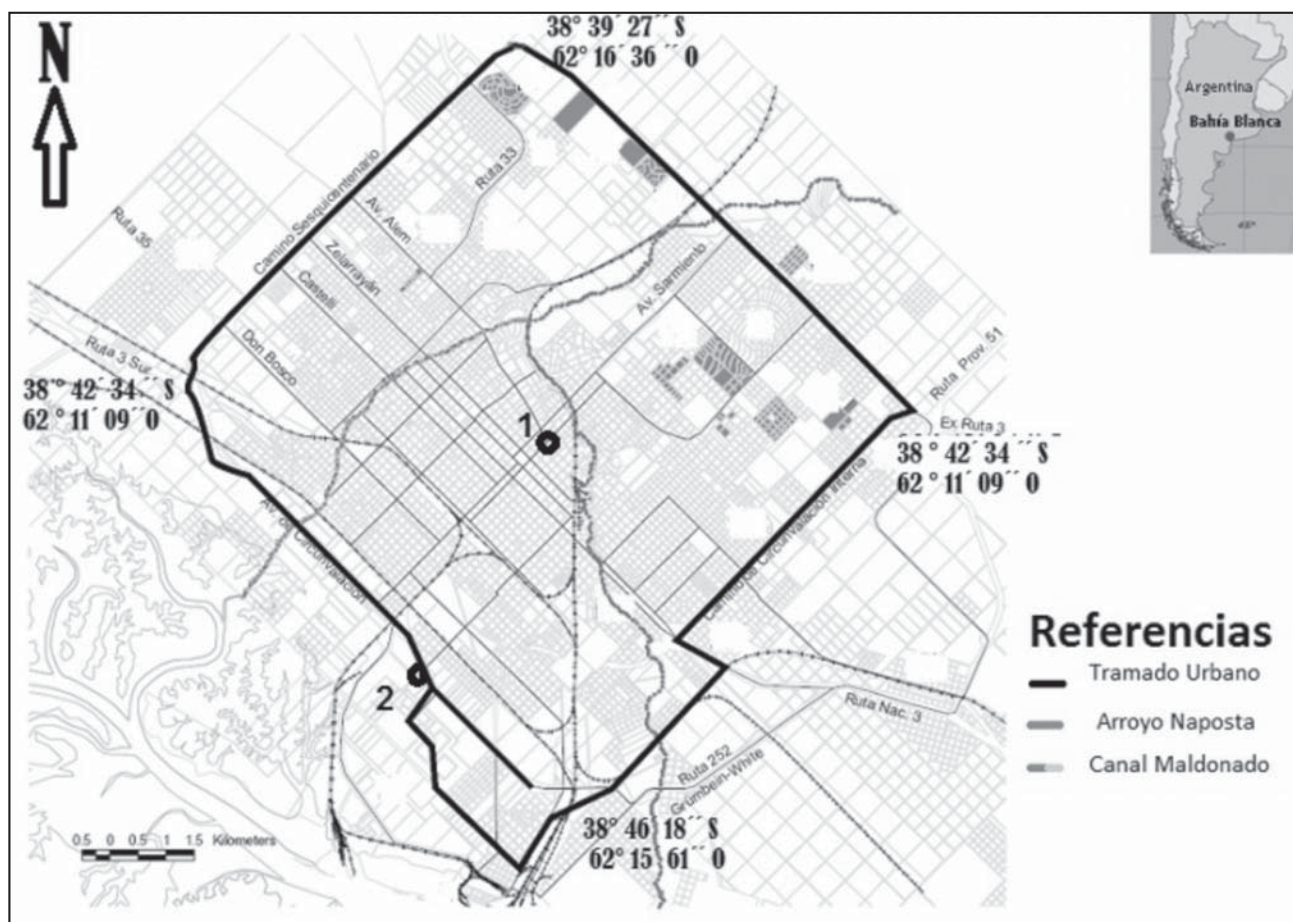 N
38° 39´ 27´´ S
62° 16´ 36 ´´ O
Argentina
Bahía Blanca
Camino Sesquicentenario
Ruta 33
Ruta 35
Av. Alem
Zelarrayán
Castelli
Don Bosco
Av. Sarmiento
Ruta 3 Sur
38° 42´ 34.´´ S
62 ° 11´ 09´´ O
Ruta Prov. 51
Ex Ruta 3
38 ° 42´ 34 ´´ S
62 ° 11´ 09´´ O
1
Av. de Circunvalación
Camino de Circunvalación Interna
2
Ruta Nac. 3
Ruta 252
Grümbein-White
Referencias
Tramado Urbano
Arroyo Naposta
Canal Maldonado
38° 46´ 18´´ S
62° 15´ 61´´ O
0.5 0 0.5 1 1.5 Kilometers